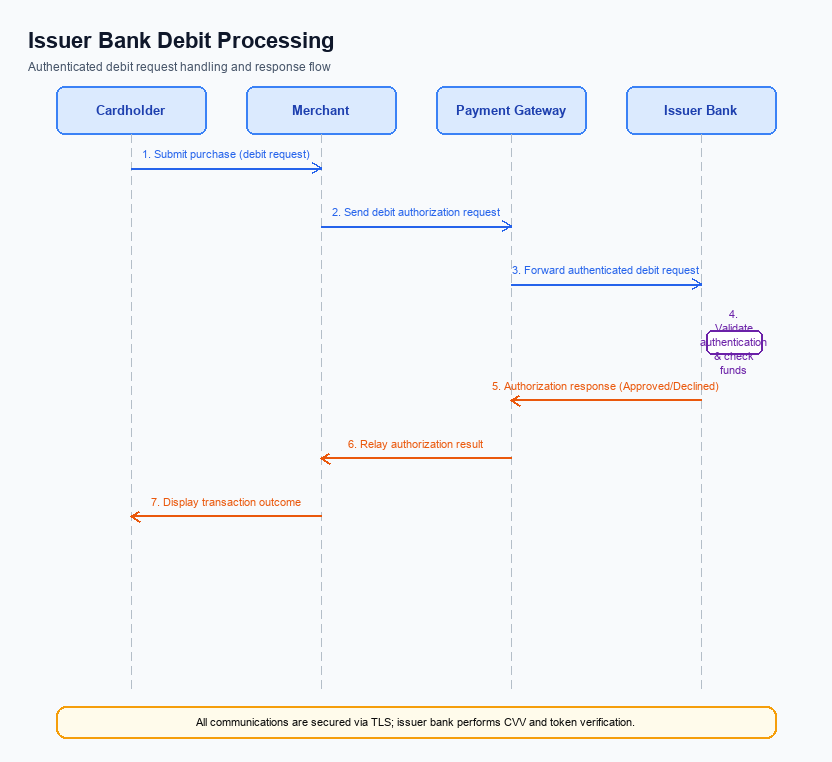 Issuer Bank Debit Processing
Authenticated debit request handling and response flow
Cardholder
Merchant
Payment Gateway
Issuer Bank
1. Submit purchase (debit request)
2. Send debit authorization request
3. Forward authenticated debit request
4.
Validate
authentication
& check
funds
5. Authorization response (Approved/Declined)
6. Relay authorization result
7. Display transaction outcome
All communications are secured via TLS; issuer bank performs CVV and token verification.